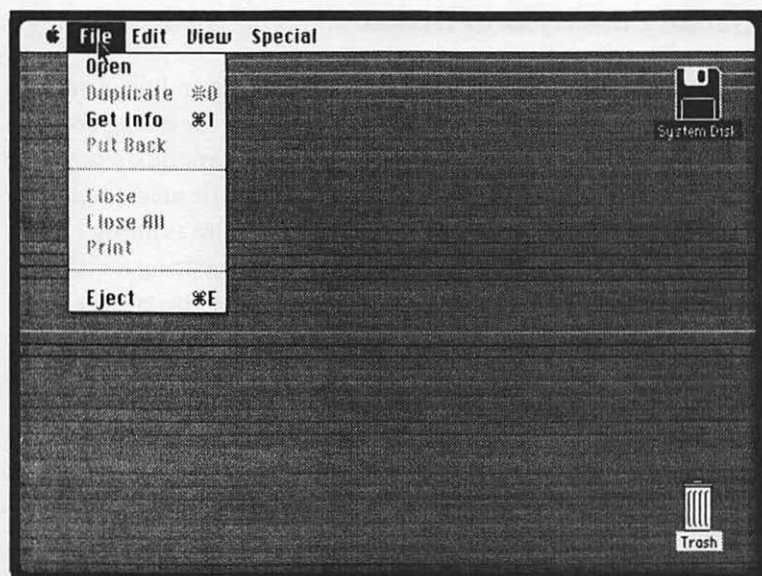 File Edit View Special
Open
Duplicate ⌘D
Get Info ⌘I
Put Back
Close
Close All
Print
Eject ⌘E
System Disk
Trash